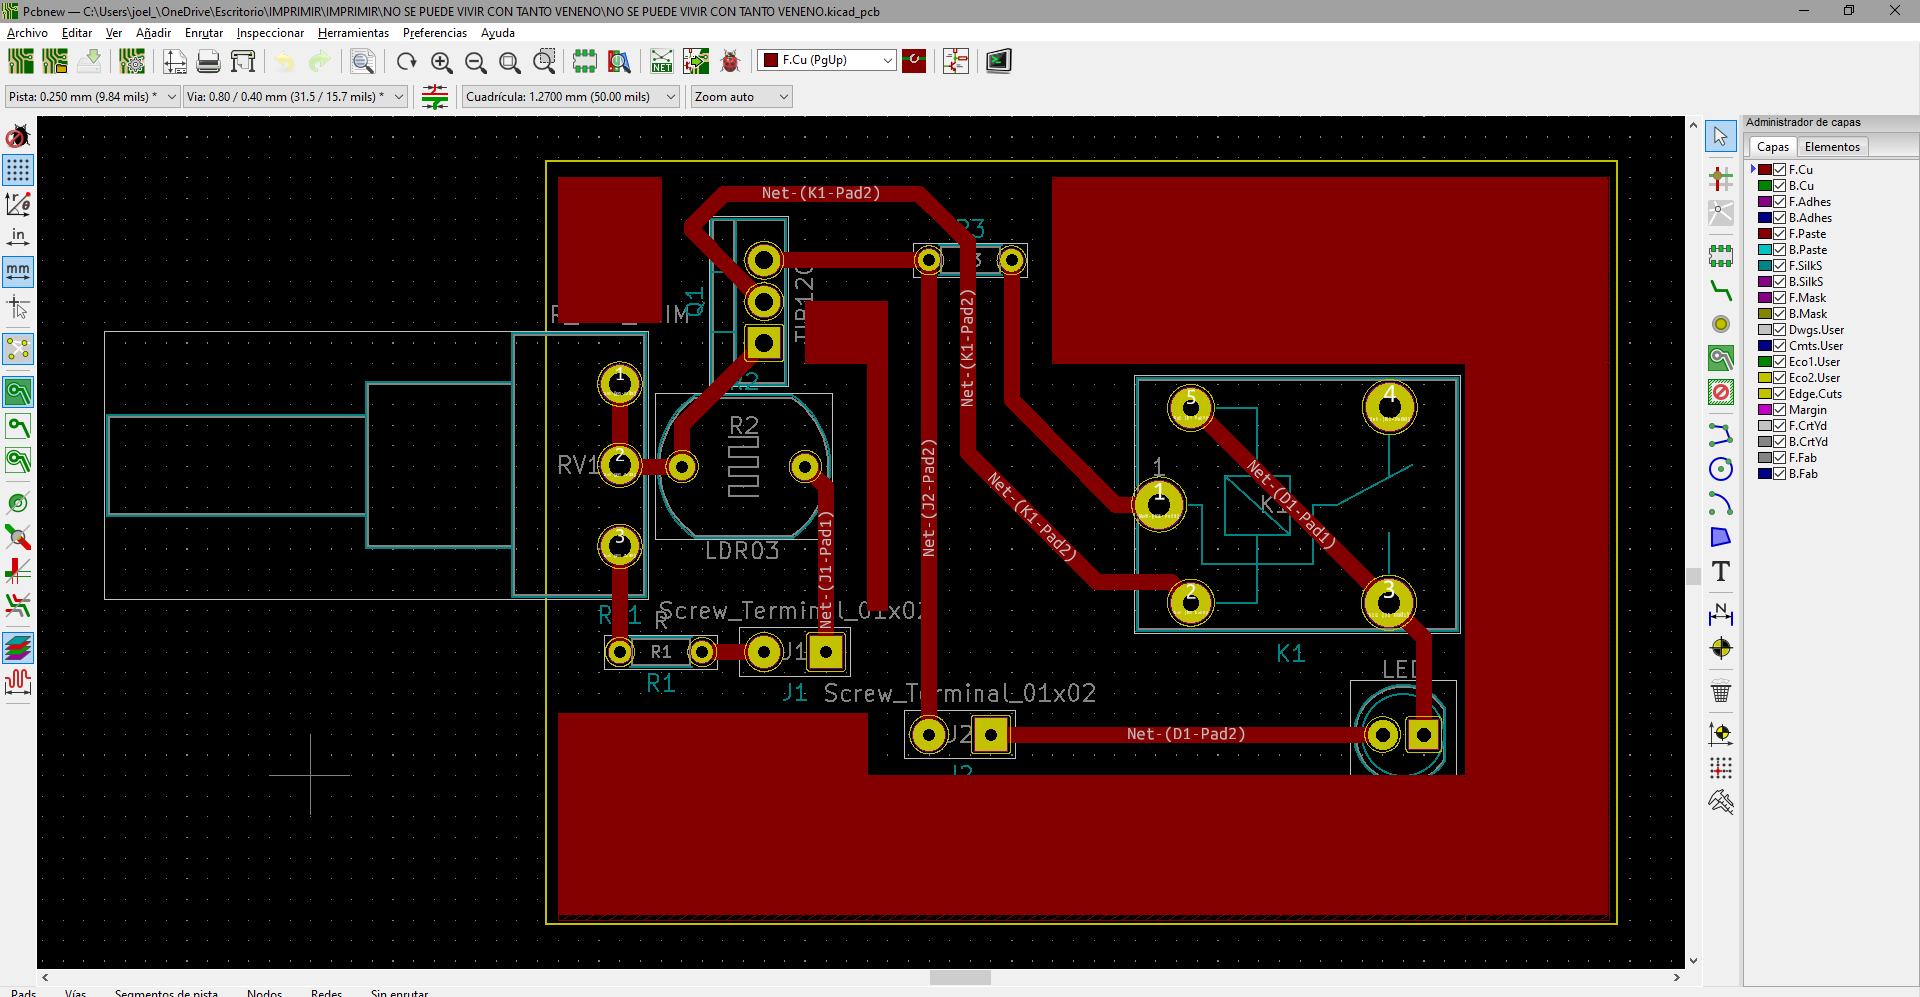 Pcbnew — C:\Users\joel_\OneDrive\Escritorio\IMPRIMIR\IMPRIMIR\NO SE PUEDE VIVIR CON TANTO VENENO\NO SE PUEDE VIVIR CON TANTO VENENO.kicad_pcb
Archivo Editar Ver Añadir Enrutar Inspeccionar Herramientas Preferencias Ayuda
NET
F.Cu (PgUp)
Pista: 0.250 mm (9.84 mils) *
Via: 0.80 / 0.40 mm (31.5 / 15.7 mils) *
Cuadrícula: 1.2700 mm (50.00 mils)
Zoom auto
in
mm
Administrador de capas
Capas Elementos
F.Cu
B.Cu
F.Adhes
B.Adhes
F.Paste
B.Paste
F.SilkS
B.SilkS
F.Mask
B.Mask
Dwgs.User
Cmts.User
Eco1.User
Eco2.User
Edge.Cuts
Margin
F.CrtYd
B.CrtYd
F.Fab
B.Fab
Net-(K1-Pad2)
Q1
1
R2
RV1
2
LDR03
3
Net-(J1-Pad1)
Net-(J2-Pad2)
Net-(K1-Pad2)
Net-(K1-Pad2)
5
4
1
1
K1
Net-(D1-Pad1)
2
3
K1
Screw_Terminal_01x02
R
R1
R1
J1
J1
Screw_Terminal_01x02
J2
J2
Net-(D1-Pad2)
LED
T
N
Pads Vías Segmentos de pista Nodos Redes Sin enrutar